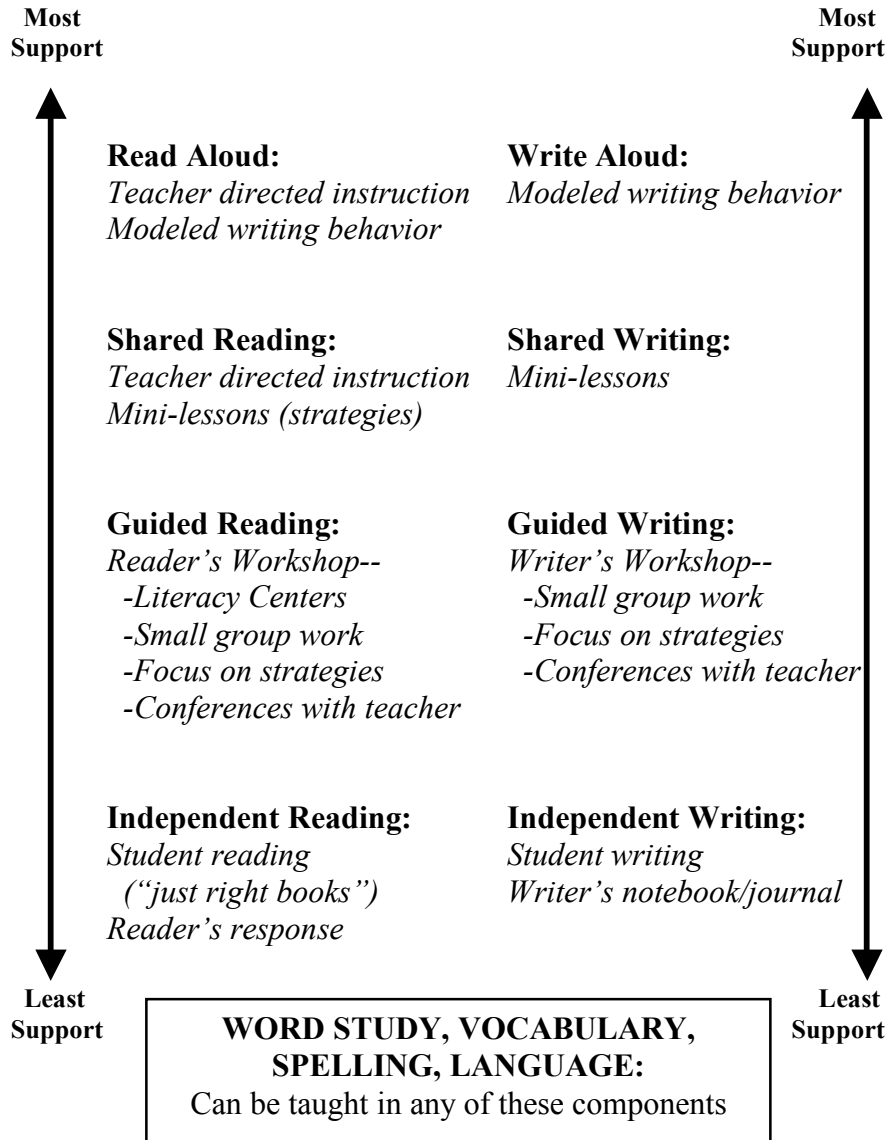 Most
Support
Most
Support
Read Aloud:
Teacher directed instruction
Modeled writing behavior
Write Aloud:
Modeled writing behavior
Shared Reading:
Teacher directed instruction
Mini-lessons (strategies)
Shared Writing:
Mini-lessons
Guided Reading:
Reader’s Workshop--
-Literacy Centers
-Small group work
-Focus on strategies
-Conferences with teacher
Guided Writing:
Writer’s Workshop--
-Small group work
-Focus on strategies
-Conferences with teacher
Independent Reading:
Student reading
(“just right books”)
Reader’s response
Independent Writing:
Student writing
Writer’s notebook/journal
Least
Support
Least
Support
WORD STUDY, VOCABULARY,
SPELLING, LANGUAGE:
Can be taught in any of these components